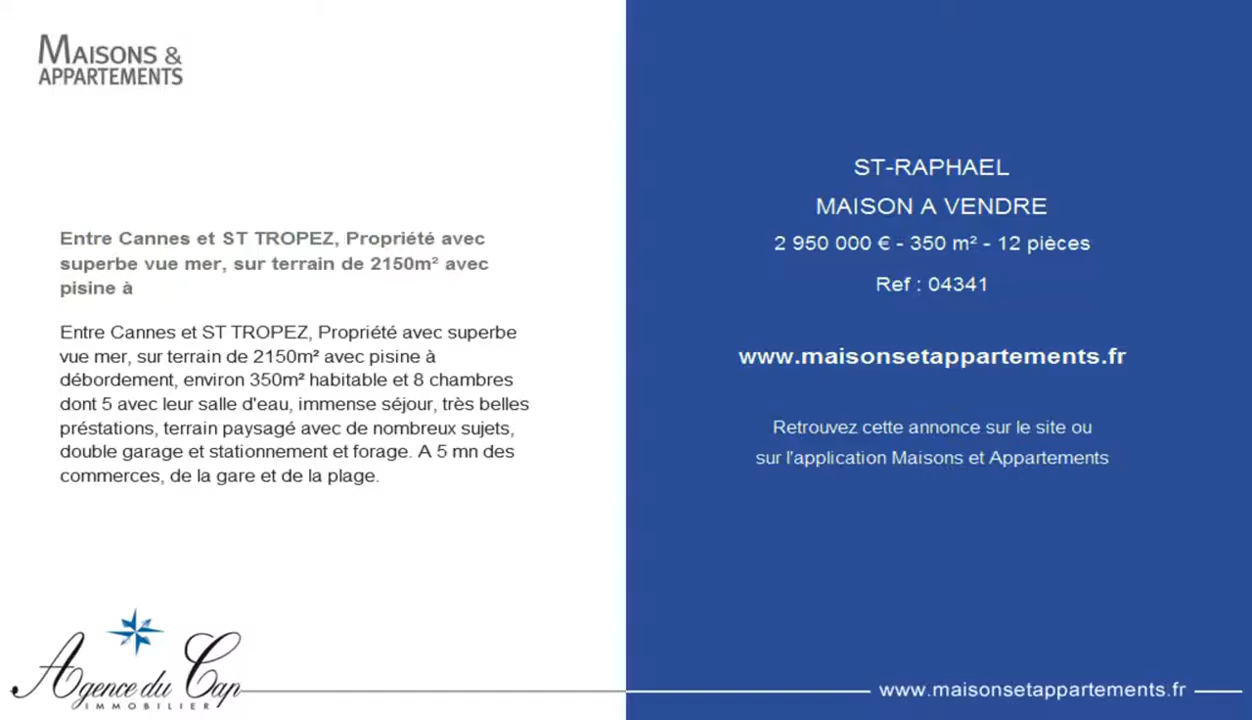 MAISONS &
APPARTEMENTS
Entre Cannes et ST TROPEZ, Propriété avec
superbe vue mer, sur terrain de 2150m² avec
pisine à
Entre Cannes et ST TROPEZ, Propriété avec superbe
vue mer, sur terrain de 2150m² avec pisine à
débordement, environ 350m² habitable et 8 chambres
dont 5 avec leur salle d'eau, immense séjour, très belles
préstations, terrain paysagé avec de nombreux sujets,
double garage et stationnement et forage. A 5 mn des
commerces, de la gare et de la plage.
Agence du Cap
IMMOBILIER
ST-RAPHAEL
MAISON A VENDRE
2 950 000 € - 350 m² - 12 pièces
Ref : 04341
www.maisonsetappartements.fr
Retrouvez cette annonce sur le site ou
sur l'application Maisons et Appartements
www.maisonsetappartements.fr